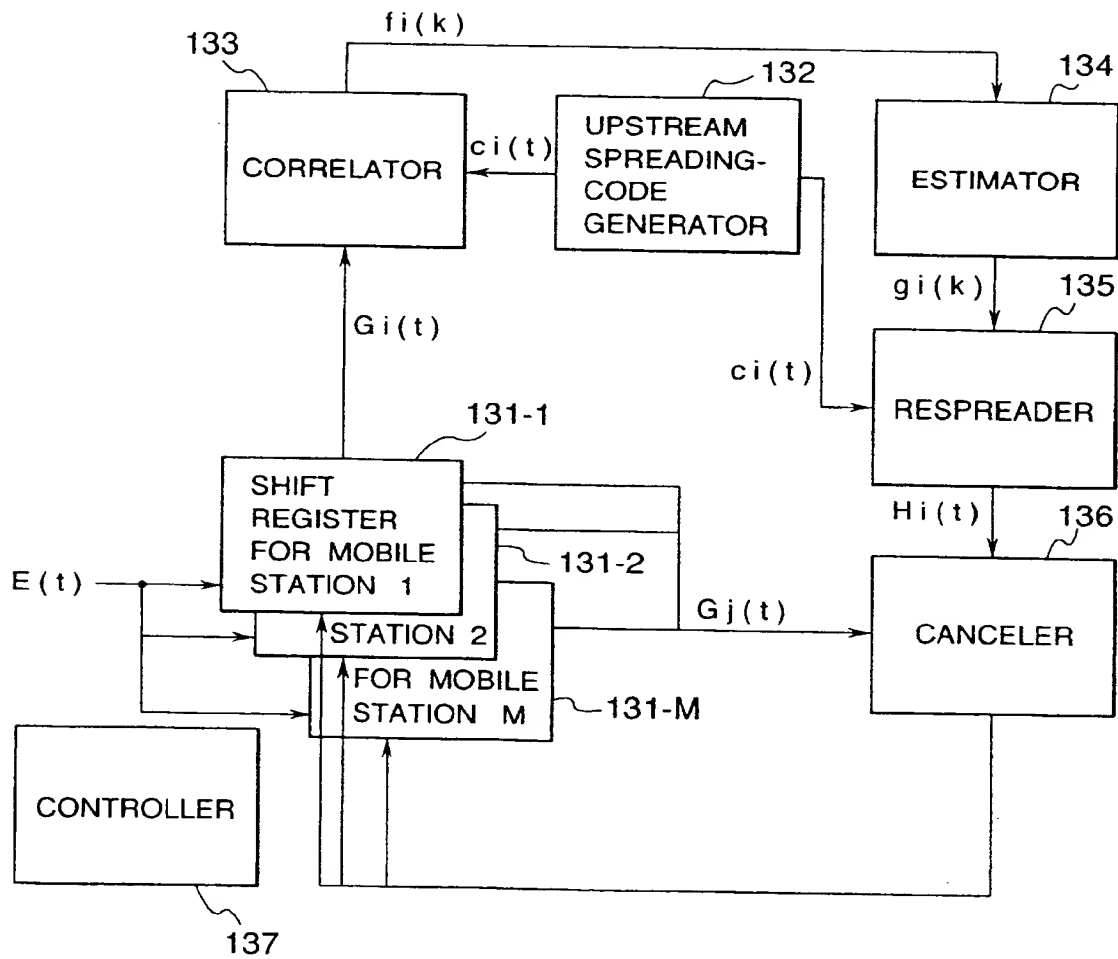 fi(k)
133
132
134
CORRELATOR
ci(t)
UPSTREAM
SPREADING-
CODE
GENERATOR
ESTIMATOR
gi(k)
135
Gi(t)
ci(t)
RESPREADER
131-1
SHIFT
REGISTER
FOR MOBILE
STATION 1
Hi(t)
136
131-2
E(t)
STATION 2
Gj(t)
CANCELER
FOR MOBILE
STATION M
131-M
CONTROLLER
137